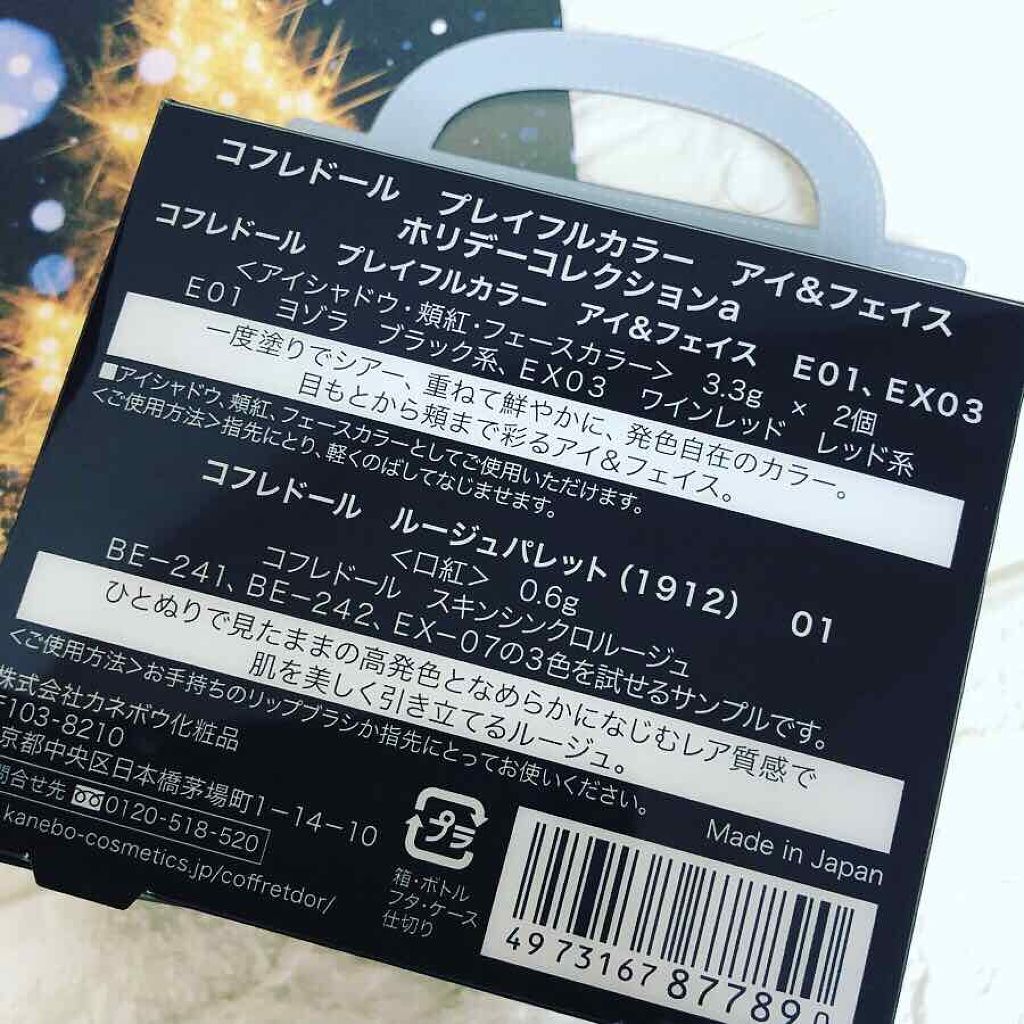 コフレドール　プレイフルカラー　アイ&フェイス
ホリデーコレクションa
コフレドール　プレイフルカラー　アイ&フェイス　E01、EX03
<アイシャドウ・頬紅・フェースカラー>　3.3g　×　2個
E01　ヨゾラ　ブラック系、EX03　ワインレッド　レッド系
一度塗りでシアー、重ねて鮮やかに、発色自在のカラー。
目もとから頬まで彩るアイ&フェイス。
■アイシャドウ、頬紅、フェースカラーとしてご使用いただけます。
<ご使用方法>指先にとり、軽くのばしてなじませます。
コフレドール　ルージュパレット(1912)　01
<口紅>　0.6g
コフレドール　スキンシンクロルージュ
BE-241、BE-242、EX-07の3色を試せるサンプルです。
ひとぬりで見たままの高発色となめらかになじむレア質感で
肌を美しく引き立てるルージュ。
<ご使用方法>お手持ちのリップブラシか指先にとってお使いください。
株式会社カネボウ化粧品
-103-8210
京都中央区日本橋茅場町1-14-10
問合せ先 0120-518-520
kanebo-cosmetics.jp/coffretdor/
プラ
箱・ボトル
フタ・ケース
仕切り
Made in Japan
4973167877890